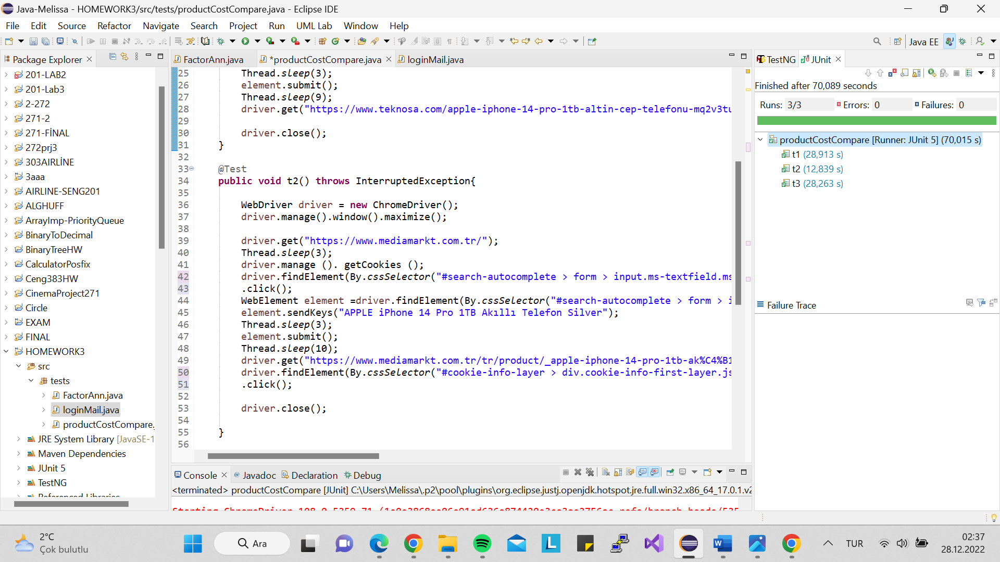 Java-Melissa - HOMEWORK3/src/tests/productCostCompare.java - Eclipse IDE
File Edit Source Refactor Navigate Search Project Run UML Lab Window Help
Java EE
Package Explorer
201-LAB2
201-Lab3
2-272
271-2
271-FİNAL
272prj3
303AIRLİNE
3aaa
AIRLINE-SENG201
ALGHUFF
ArrayImp-PriorityQueue
BinaryToDecimal
BinaryTreeHW
CalculatorPosfix
Ceng383HW
CinemaProject271
Circle
EXAM
FINAL
HOMEWORK3
src
tests
FactorAnn.java
loginMail.java
productCostCompare.
JRE System Library [JavaSE-1
Maven Dependencies
JUnit 5
TestNG
Referenced Libraries
FactorAnn.java *productCostCompare.java loginMail.java
25 Thread.sleep(3);
26 element.submit();
27 Thread.sleep(9);
28 driver.get("https://www.teknosa.com/apple-iphone-14-pro-1tb-altin-cep-telefonu-mq2v3tu
29
30 driver.close();
31 }
32
33 @Test
34 public void t2() throws InterruptedException{
35
36 WebDriver driver = new ChromeDriver();
37 driver.manage().window().maximize();
38
39 driver.get("https://www.mediamarkt.com.tr/");
40 Thread.sleep(3);
41 driver.manage (). getCookies ();
42 driver.findElement(By.cssSelector("#search-autocomplete > form > input.ms-textfield.ms
43 .click();
44 WebElement element =driver.findElement(By.cssSelector("#search-autocomplete > form > i
45 element.sendKeys("APPLE iPhone 14 Pro 1TB Akıllı Telefon Silver");
46 Thread.sleep(3);
47 element.submit();
48 Thread.sleep(10);
49 driver.get("https://www.mediamarkt.com.tr/tr/product/_apple-iphone-14-pro-1tb-ak%C4%B1
50 driver.findElement(By.cssSelector("#cookie-info-layer > div.cookie-info-first-layer.js
51 .click();
52
53 driver.close();
54
55 }
56
Console Javadoc Declaration Debug
<terminated> productCostCompare [JUnit] C:\Users\Melissa\.p2\pool\plugins\org.eclipse.justj.openjdk.hotspot.jre.full.win32.x86_64_17.0.1.v2
Starting ChromeDriver 108.0.5359.71
TestNG JUnit
Finished after 70,089 seconds
Runs: 3/3 Errors: 0 Failures: 0
productCostCompare [Runner: JUnit 5] (70,015 s)
t1 (28,913 s)
t2 (12,839 s)
t3 (28,263 s)
Failure Trace
2°C
Çok bulutlu
Ara
TUR
02:37
28.12.2022